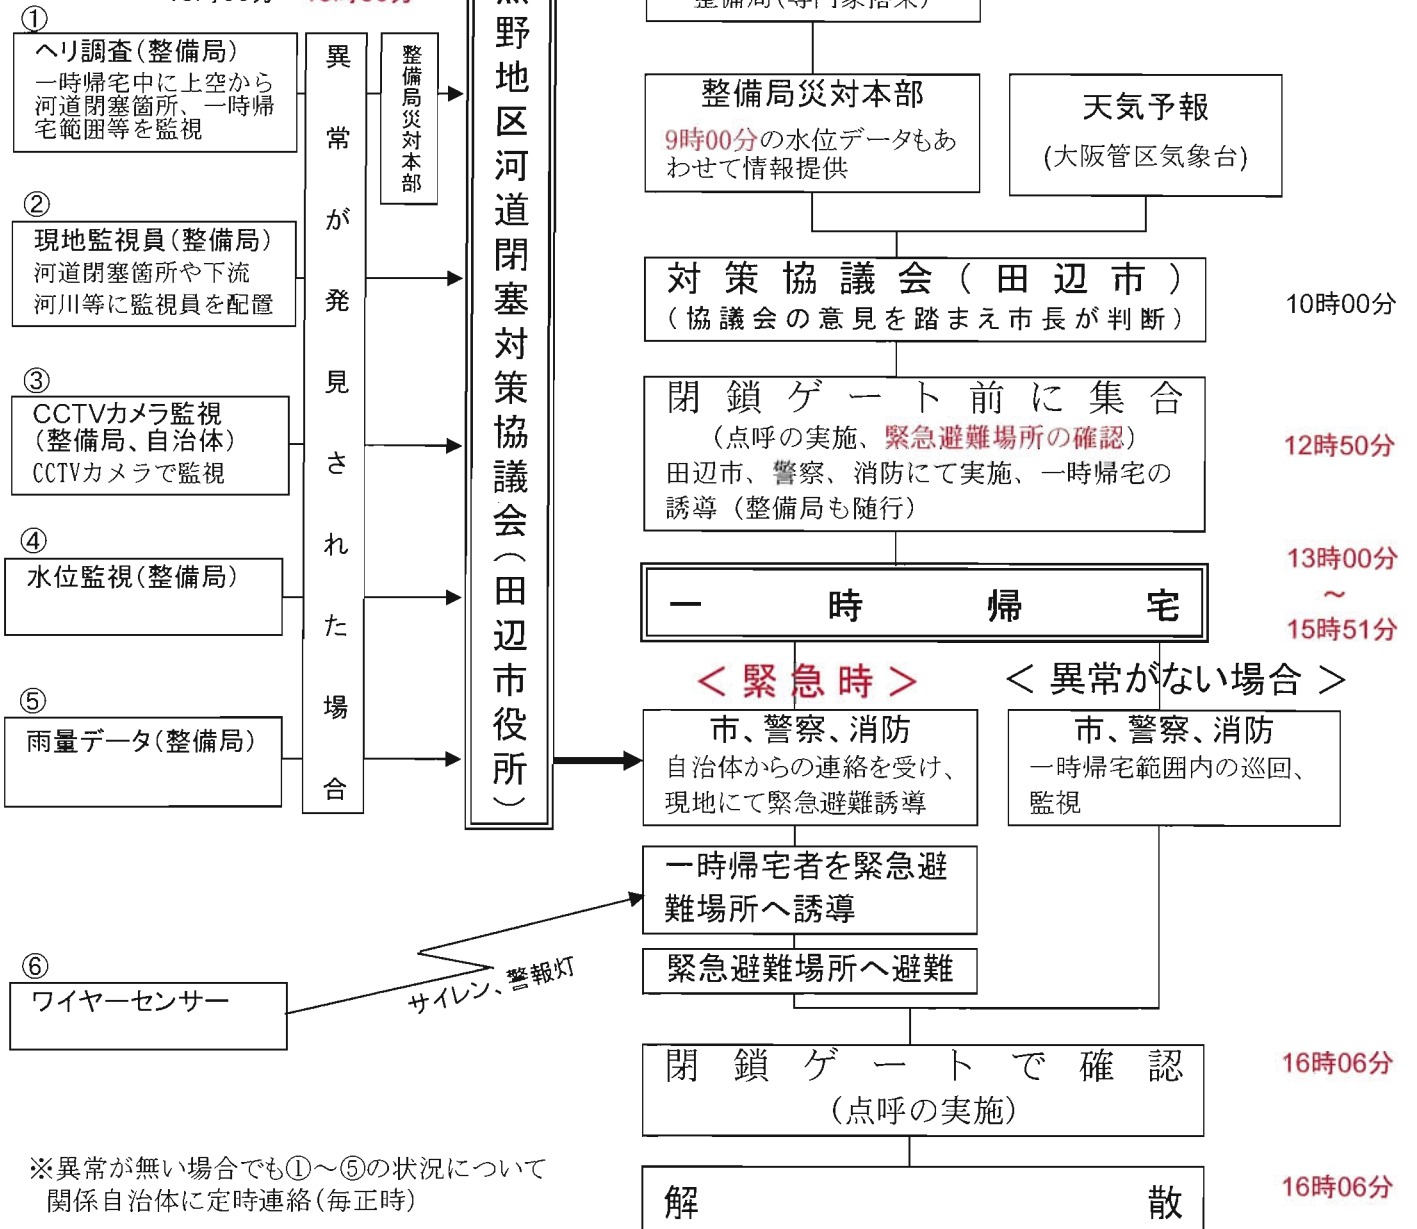 ①
ヘリ調査(整備局)
一時帰宅中に上空から
河道閉塞箇所、一時帰
宅範囲等を監視
②
現地監視員(整備局)
河道閉塞箇所や下流
河川等に監視員を配置
③
CCTVカメラ監視
(整備局、自治体)
CCTVカメラで監視
④
水位監視(整備局)
⑤
雨量データ(整備局)
⑥
ワイヤーセンサー
サイレン、警報灯
異常が発見された場合
整備局災対本部
野地区河道閉塞対策協議会(田辺市役所)
整備局災対本部
9時00分の水位データもあ
わせて情報提供
天気予報
(大阪管区気象台)
対策協議会(田辺市)
(協議会の意見を踏まえ市長が判断)
10時00分
閉鎖ゲート前に集合
(点呼の実施、緊急避難場所の確認)
田辺市、警察、消防にて実施、一時帰宅の
誘導(整備局も随行)
12時50分
一時帰宅
13時00分
～
15時51分
＜緊急時＞
市、警察、消防
自治体からの連絡を受け、
現地にて緊急避難誘導
＜異常がない場合＞
市、警察、消防
一時帰宅範囲内の巡回、
監視
一時帰宅者を緊急避
難場所へ誘導
緊急避難場所へ避難
閉鎖ゲートで確認
(点呼の実施)
16時06分
解散
16時06分
※異常が無い場合でも①～⑤の状況について
関係自治体に定時連絡(毎正時)